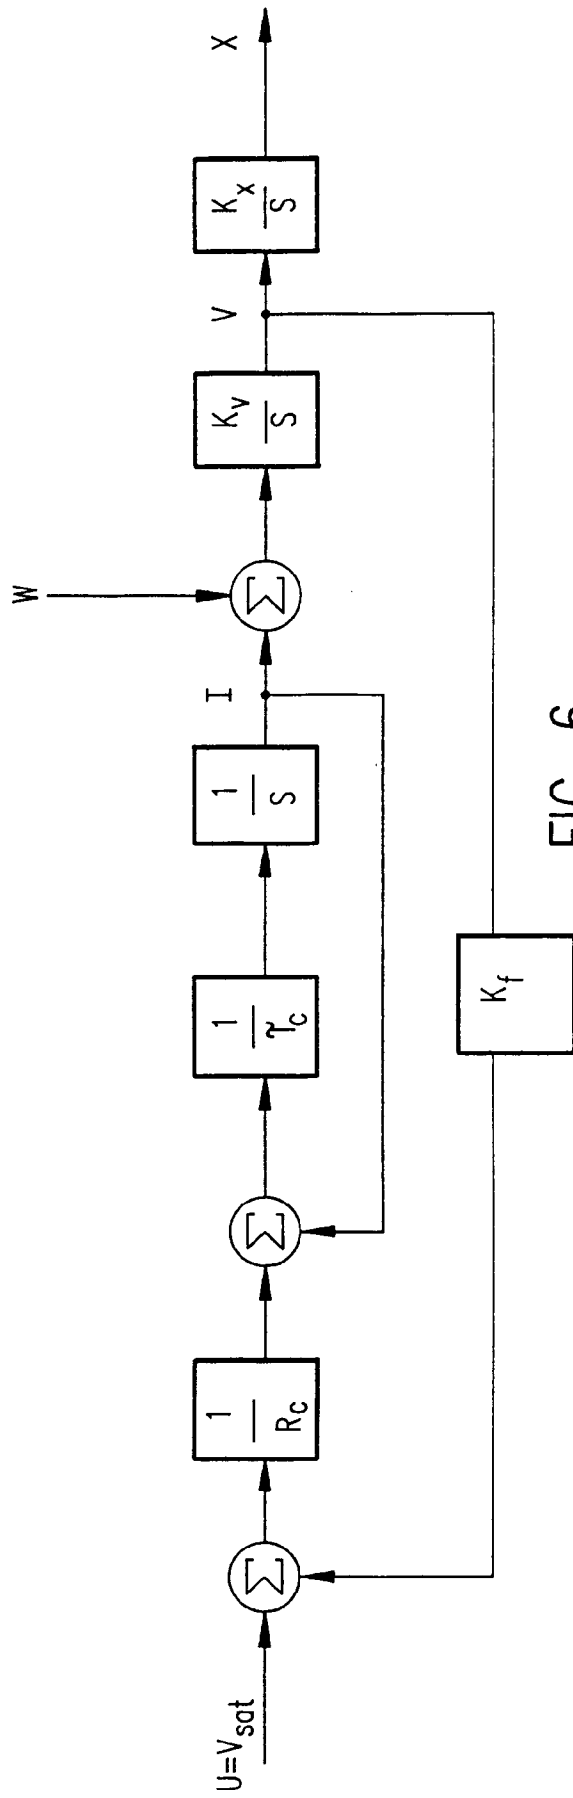 U=V_sat
Σ
1
R_C
Σ
1
τ_C
1
S
I
W
Σ
K_V
S
V
K_X
S
X
K_f
FIG. 6